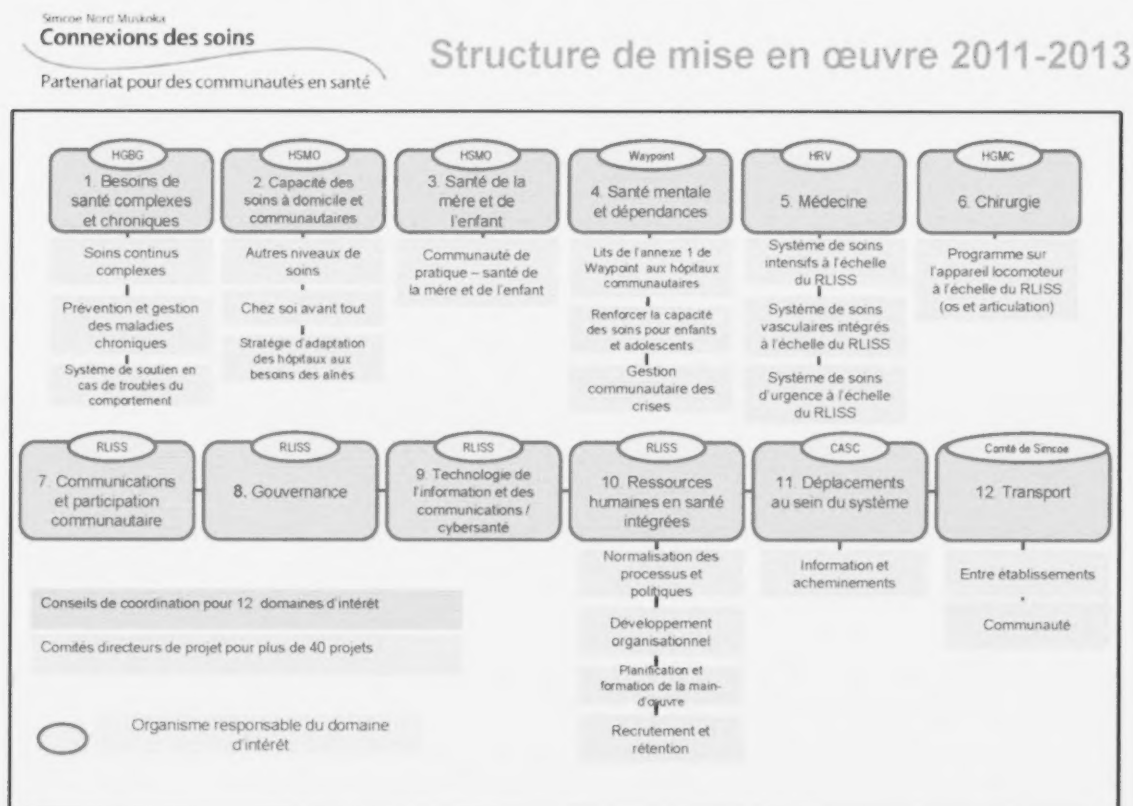 Simcoe Nord Muskoka
Connexions des soins
Partenariat pour des communautés en santé
Structure de mise en œuvre 2011-2013
HGBG
1. Besoins de
santé complexes
et chroniques
Soins continus
complexes
Prévention et gestion
des maladies
chroniques
Système de soutien en
cas de troubles du
comportement
HSMO
2. Capacité des
soins à domicile et
communautaires
Autres niveaux de
soins
Chez soi avant tout
Stratégie d'adaptation
des hôpitaux aux
besoins des aînés
HSMO
3. Santé de la
mère et de
l'enfant
Communauté de
pratique – santé de
la mère et de l'enfant
Waypoint
4. Santé mentale
et dépendances
Lits de l'annexe 1 de
Waypoint aux hôpitaux
communautaires
Renforcer la capacité
des soins pour enfants
et adolescents
Gestion
communautaire des
crises
HRV
5. Médecine
Système de soins
intensifs à l'échelle
du RLISS
Système de soins
vasculaires intégrés
à l'échelle du RLISS
Système de soins
d'urgence à l'échelle
du RLISS
HGMC
6. Chirurgie
Programme sur
l'appareil locomoteur
à l'échelle du RLISS
(os et articulation)
RLISS
7. Communications
et participation
communautaire
RLISS
8. Gouvernance
RLISS
9. Technologie de
l'information et des
communications /
cybersanté
RLISS
10. Ressources
humaines en santé
intégrées
Normalisation des
processus et
politiques
Développement
organisationnel
Planification et
formation de la main-
d'œuvre
Recrutement et
rétention
CASC
11. Déplacements
au sein du système
Information et
acheminements
Comté de Simcoe
12. Transport
Entre établissements
Communauté
Conseils de coordination pour 12 domaines d'intérêt
Comités directeurs de projet pour plus de 40 projets
Organisme responsable du domaine
d'intérêt